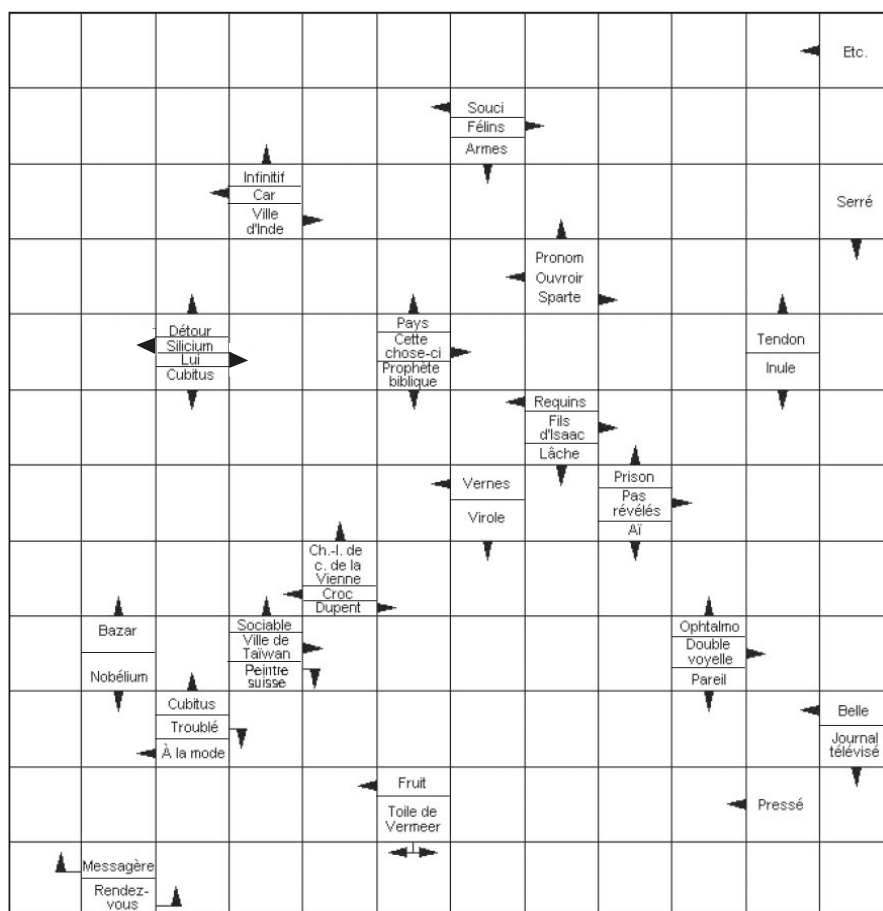 Etc.
Souci
Félins
Armes
Infinitif
Car
Ville
d'Inde
Serré
Pronom
Ouvroir
Sparte
Détour
Silicium
Lui
Cubitus
Pays
Cette
chose-ci
Prophète
biblique
Tendon
Inule
Requins
Fils
d'Isaac
Lâche
Vernes
Virole
Prison
Pas
révélés
Aï
Ch.-l. de
c. de la
Vienne
Croc
Dupent
Bazar
Nobélium
Sociable
Ville de
Taïwan
Peintre
suisse
Ophtalmo
Double
voyelle
Pareil
Cubitus
Troublé
À la mode
Belle
Journal
télévisé
Fruit
Toile de
Vermeer
Pressé
Messagère
Rendez-
vous